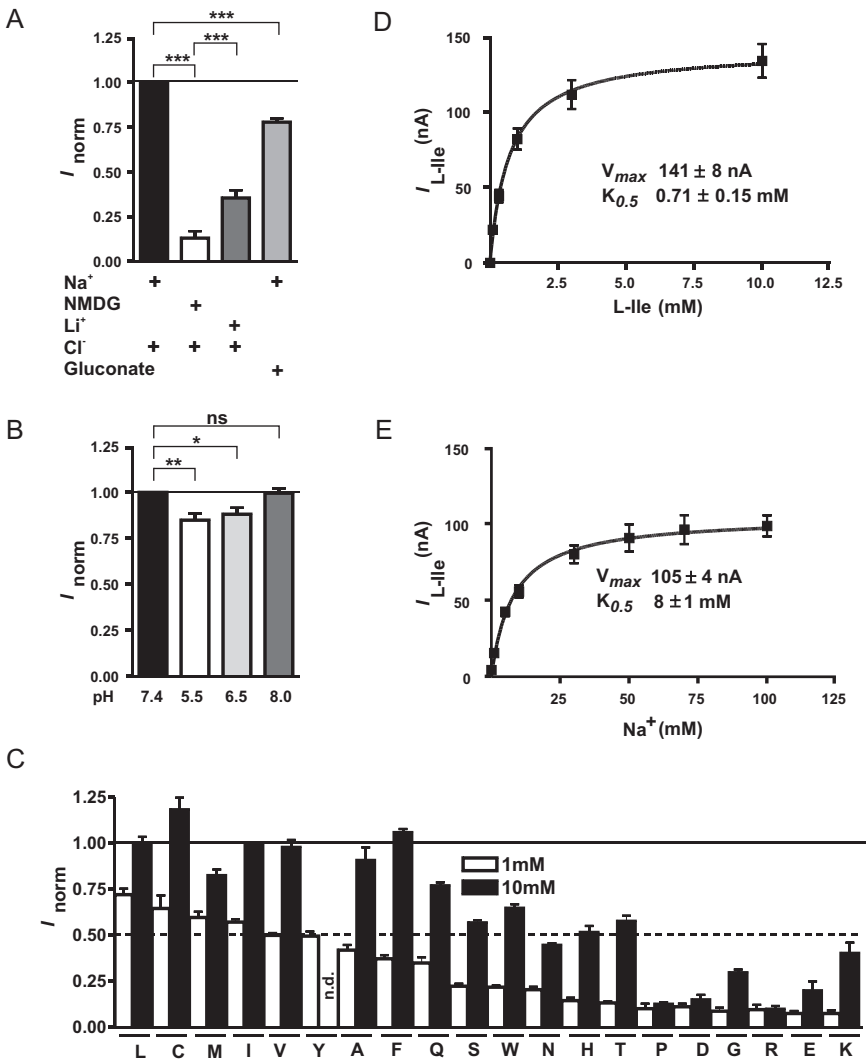 A
***
***
***
1.25
1.00
0.75
0.50
0.25
0.00
I norm
Na+ + +
NMDG +
Li+ +
Cl- + + +
Gluconate +
B
ns
*
**
1.25
1.00
0.75
0.50
0.25
0.00
I norm
pH 7.4 5.5 6.5 8.0
D
150
100
50
0
I L-Ile (nA)
Vmax 141 ± 8 nA
K0.5 0.71 ± 0.15 mM
2.5 5.0 7.5 10.0 12.5
L-Ile (mM)
E
150
100
50
0
I L-Ile (nA)
Vmax 105 ± 4 nA
K0.5 8 ± 1 mM
25 50 75 100 125
Na+ (mM)
C
1.25
1.00
0.75
0.50
0.25
0.00
I norm
1mM
10mM
n.d.
L C M I V Y A F Q S W N H T P D G R E K